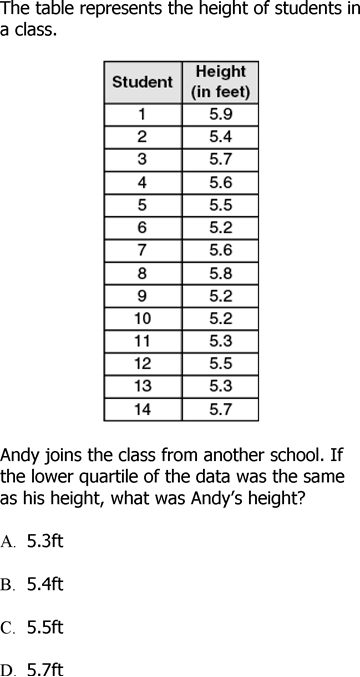 The table represents the height of students in
a class.
Student Height
(in feet)
1 5.9
2 5.4
3 5.7
4 5.6
5 5.5
6 5.2
7 5.6
8 5.8
9 5.2
10 5.2
11 5.3
12 5.5
13 5.3
14 5.7
Andy joins the class from another school. If
the lower quartile of the data was the same
as his height, what was Andy’s height?
A. 5.3ft
B. 5.4ft
C. 5.5ft
D. 5.7ft